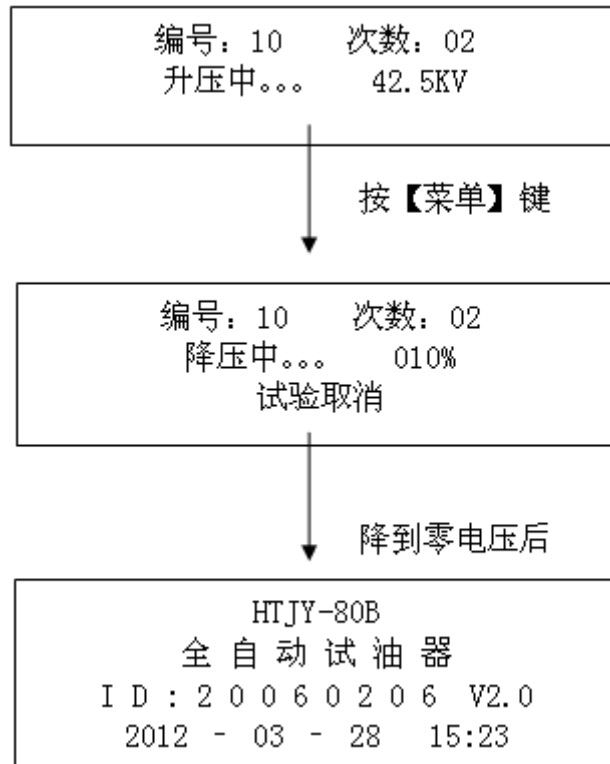 编号：10 次数：02
升压中。。。 42.5KV
按【菜单】键
编号：10 次数：02
降压中。。。 010%
试验取消
降到零电压后
HTJY-80B
全 自 动 试 油 器
I D : 2 0 0 6 0 2 0 6 V2.0
2012 - 03 - 28 15:23